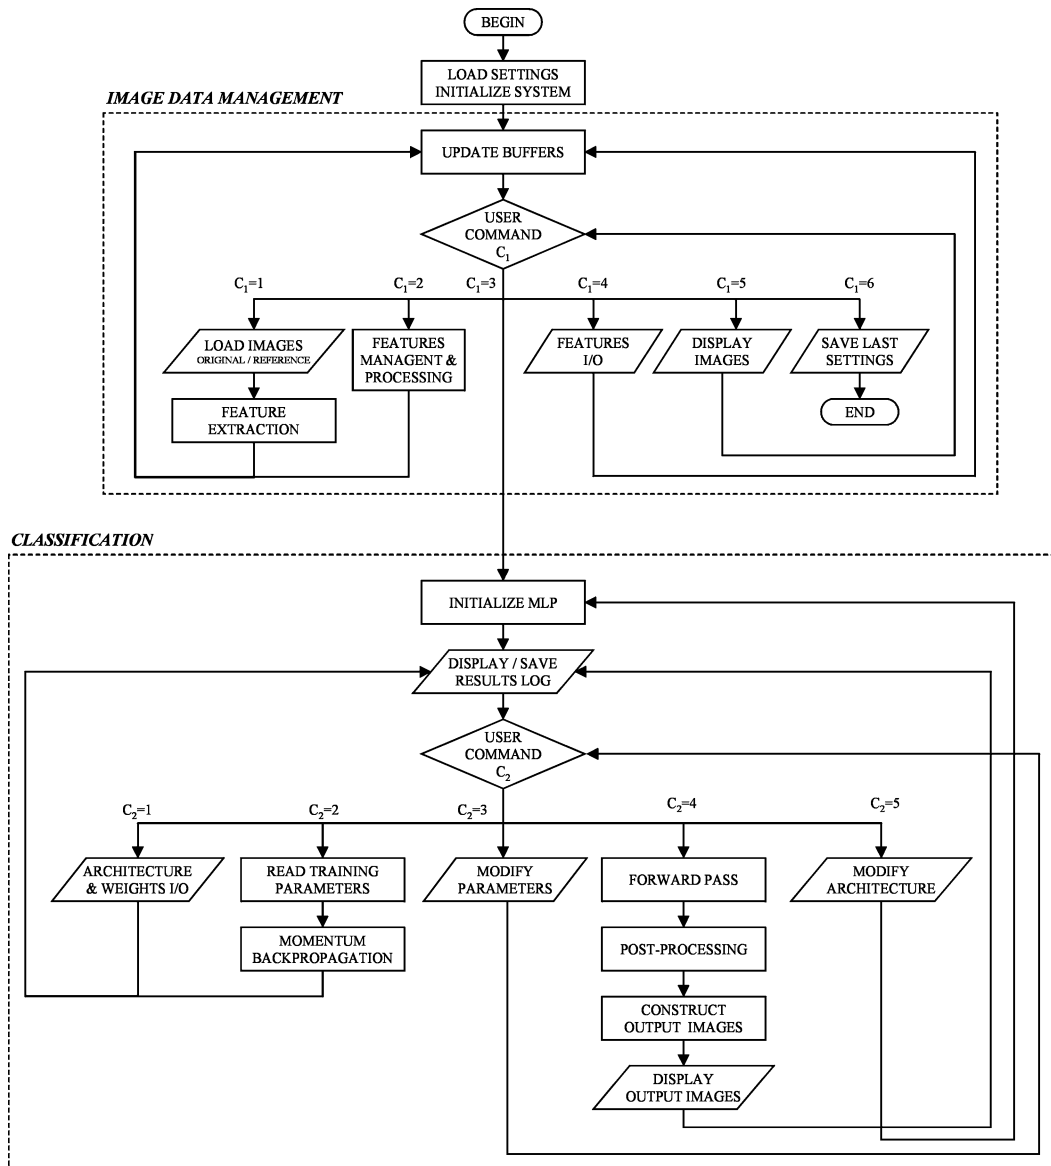 BEGIN
LOAD SETTINGS
INITIALIZE SYSTEM
IMAGE DATA MANAGEMENT
UPDATE BUFFERS
USER
COMMAND
C1
C1=1
C1=2
C1=3
C1=4
C1=5
C1=6
LOAD IMAGES
ORIGINAL / REFERENCE
FEATURES
MANAGENT &
PROCESSING
FEATURES
I/O
DISPLAY
IMAGES
SAVE LAST
SETTINGS
FEATURE
EXTRACTION
END
CLASSIFICATION
INITIALIZE MLP
DISPLAY / SAVE
RESULTS LOG
USER
COMMAND
C2
C2=1
C2=2
C2=3
C2=4
C2=5
ARCHITECTURE
& WEIGHTS I/O
READ TRAINING
PARAMETERS
MODIFY
PARAMETERS
FORWARD PASS
MODIFY
ARCHITECTURE
MOMENTUM
BACKPROPAGATION
POST-PROCESSING
CONSTRUCT
OUTPUT IMAGES
DISPLAY
OUTPUT IMAGES